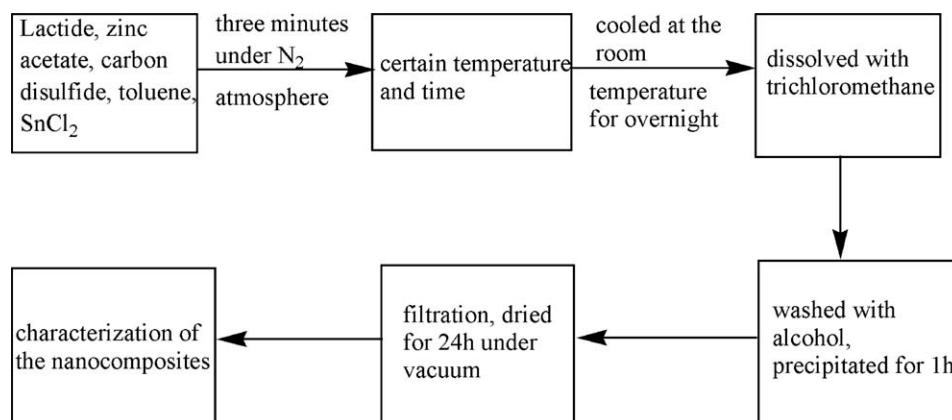 Lactide, zinc
acetate, carbon
disulfide, toluene,
SnCl₂
three minutes
under N₂
atmosphere
certain temperature
and time
cooled at the
room
temperature
for overnight
dissolved with
trichloromethane
washed with
alcohol,
precipitated for 1h
filtration, dried
for 24h under
vacuum
characterization of
the nanocomposites